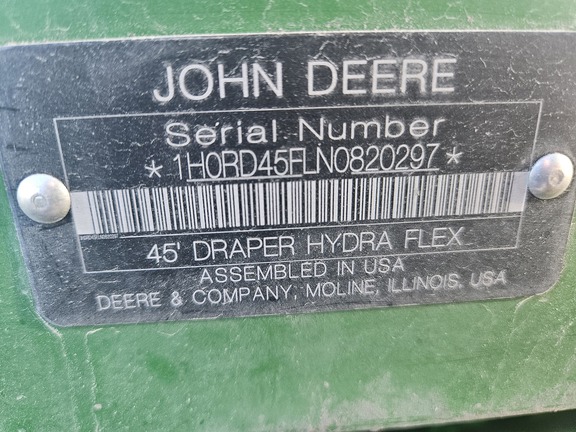 JOHN DEERE
Serial Number
*1H0RD45FLN0820297*
45' DRAPER HYDRA FLEX
ASSEMBLED IN USA
DEERE & COMPANY, MOLINE, ILLINOIS, USA